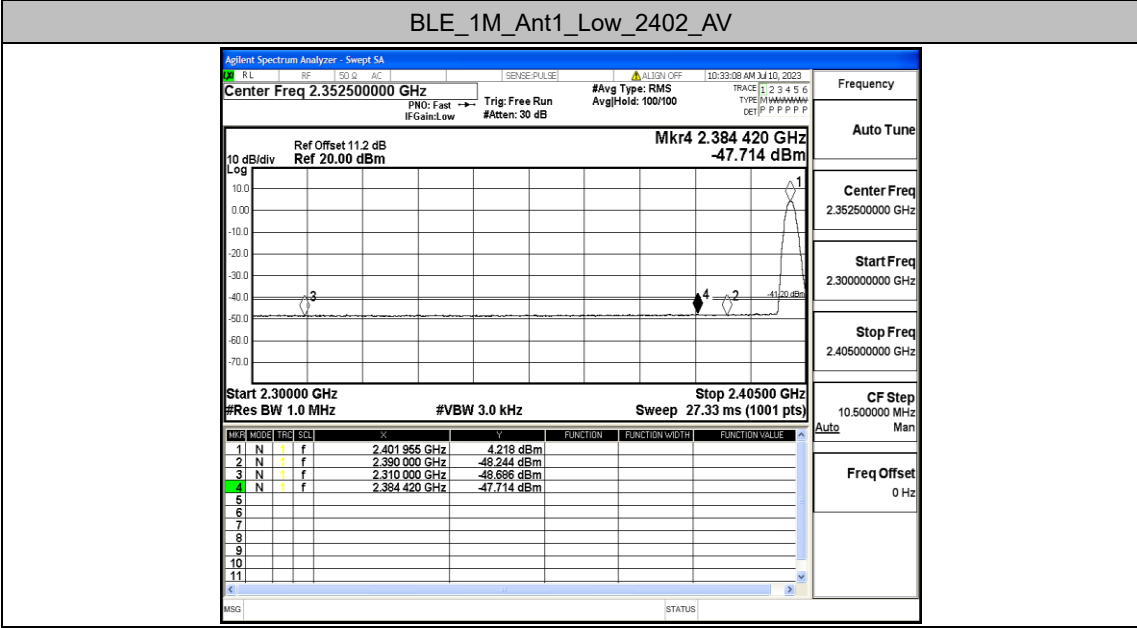 BLE_1M_Ant1_Low_2402_AV
Agilent Spectrum Analyzer - Swept SA
RL RF 50 Ω AC SENSE:PULSE ALIGN OFF 10:33:08 AM Jul 10, 2023
Center Freq 2.352500000 GHz #Avg Type: RMS TRACE 1 2 3 4 5 6
PNO: Fast Trig: Free Run Avg|Hold: 100/100 TYPE M WWWWW
IFGain:Low #Atten: 30 dB DET P P P P P P
Mkr4 2.384 420 GHz
Ref Offset 11.2 dB
-47.714 dBm
10 dB/div Ref 20.00 dBm
Log
1
10.0
0.00
-10.0
-20.0
-30.0
-40.0
3 4 2 -41.20 dBm
-50.0
-60.0
-70.0
Start 2.30000 GHz Stop 2.40500 GHz
#Res BW 1.0 MHz #VBW 3.0 kHz Sweep 27.33 ms (1001 pts)
MKR MODE TRC SCL X Y FUNCTION FUNCTION WIDTH FUNCTION VALUE
1 N 1 f 2.401 955 GHz 4.218 dBm
2 N 1 f 2.390 000 GHz -48.244 dBm
3 N 1 f 2.310 000 GHz -48.686 dBm
4 N 1 f 2.384 420 GHz -47.714 dBm
5
6
7
8
9
10
11
MSG STATUS
Frequency
Auto Tune
Center Freq
2.352500000 GHz
Start Freq
2.300000000 GHz
Stop Freq
2.405000000 GHz
CF Step
10.500000 MHz
Auto Man
Freq Offset
0 Hz